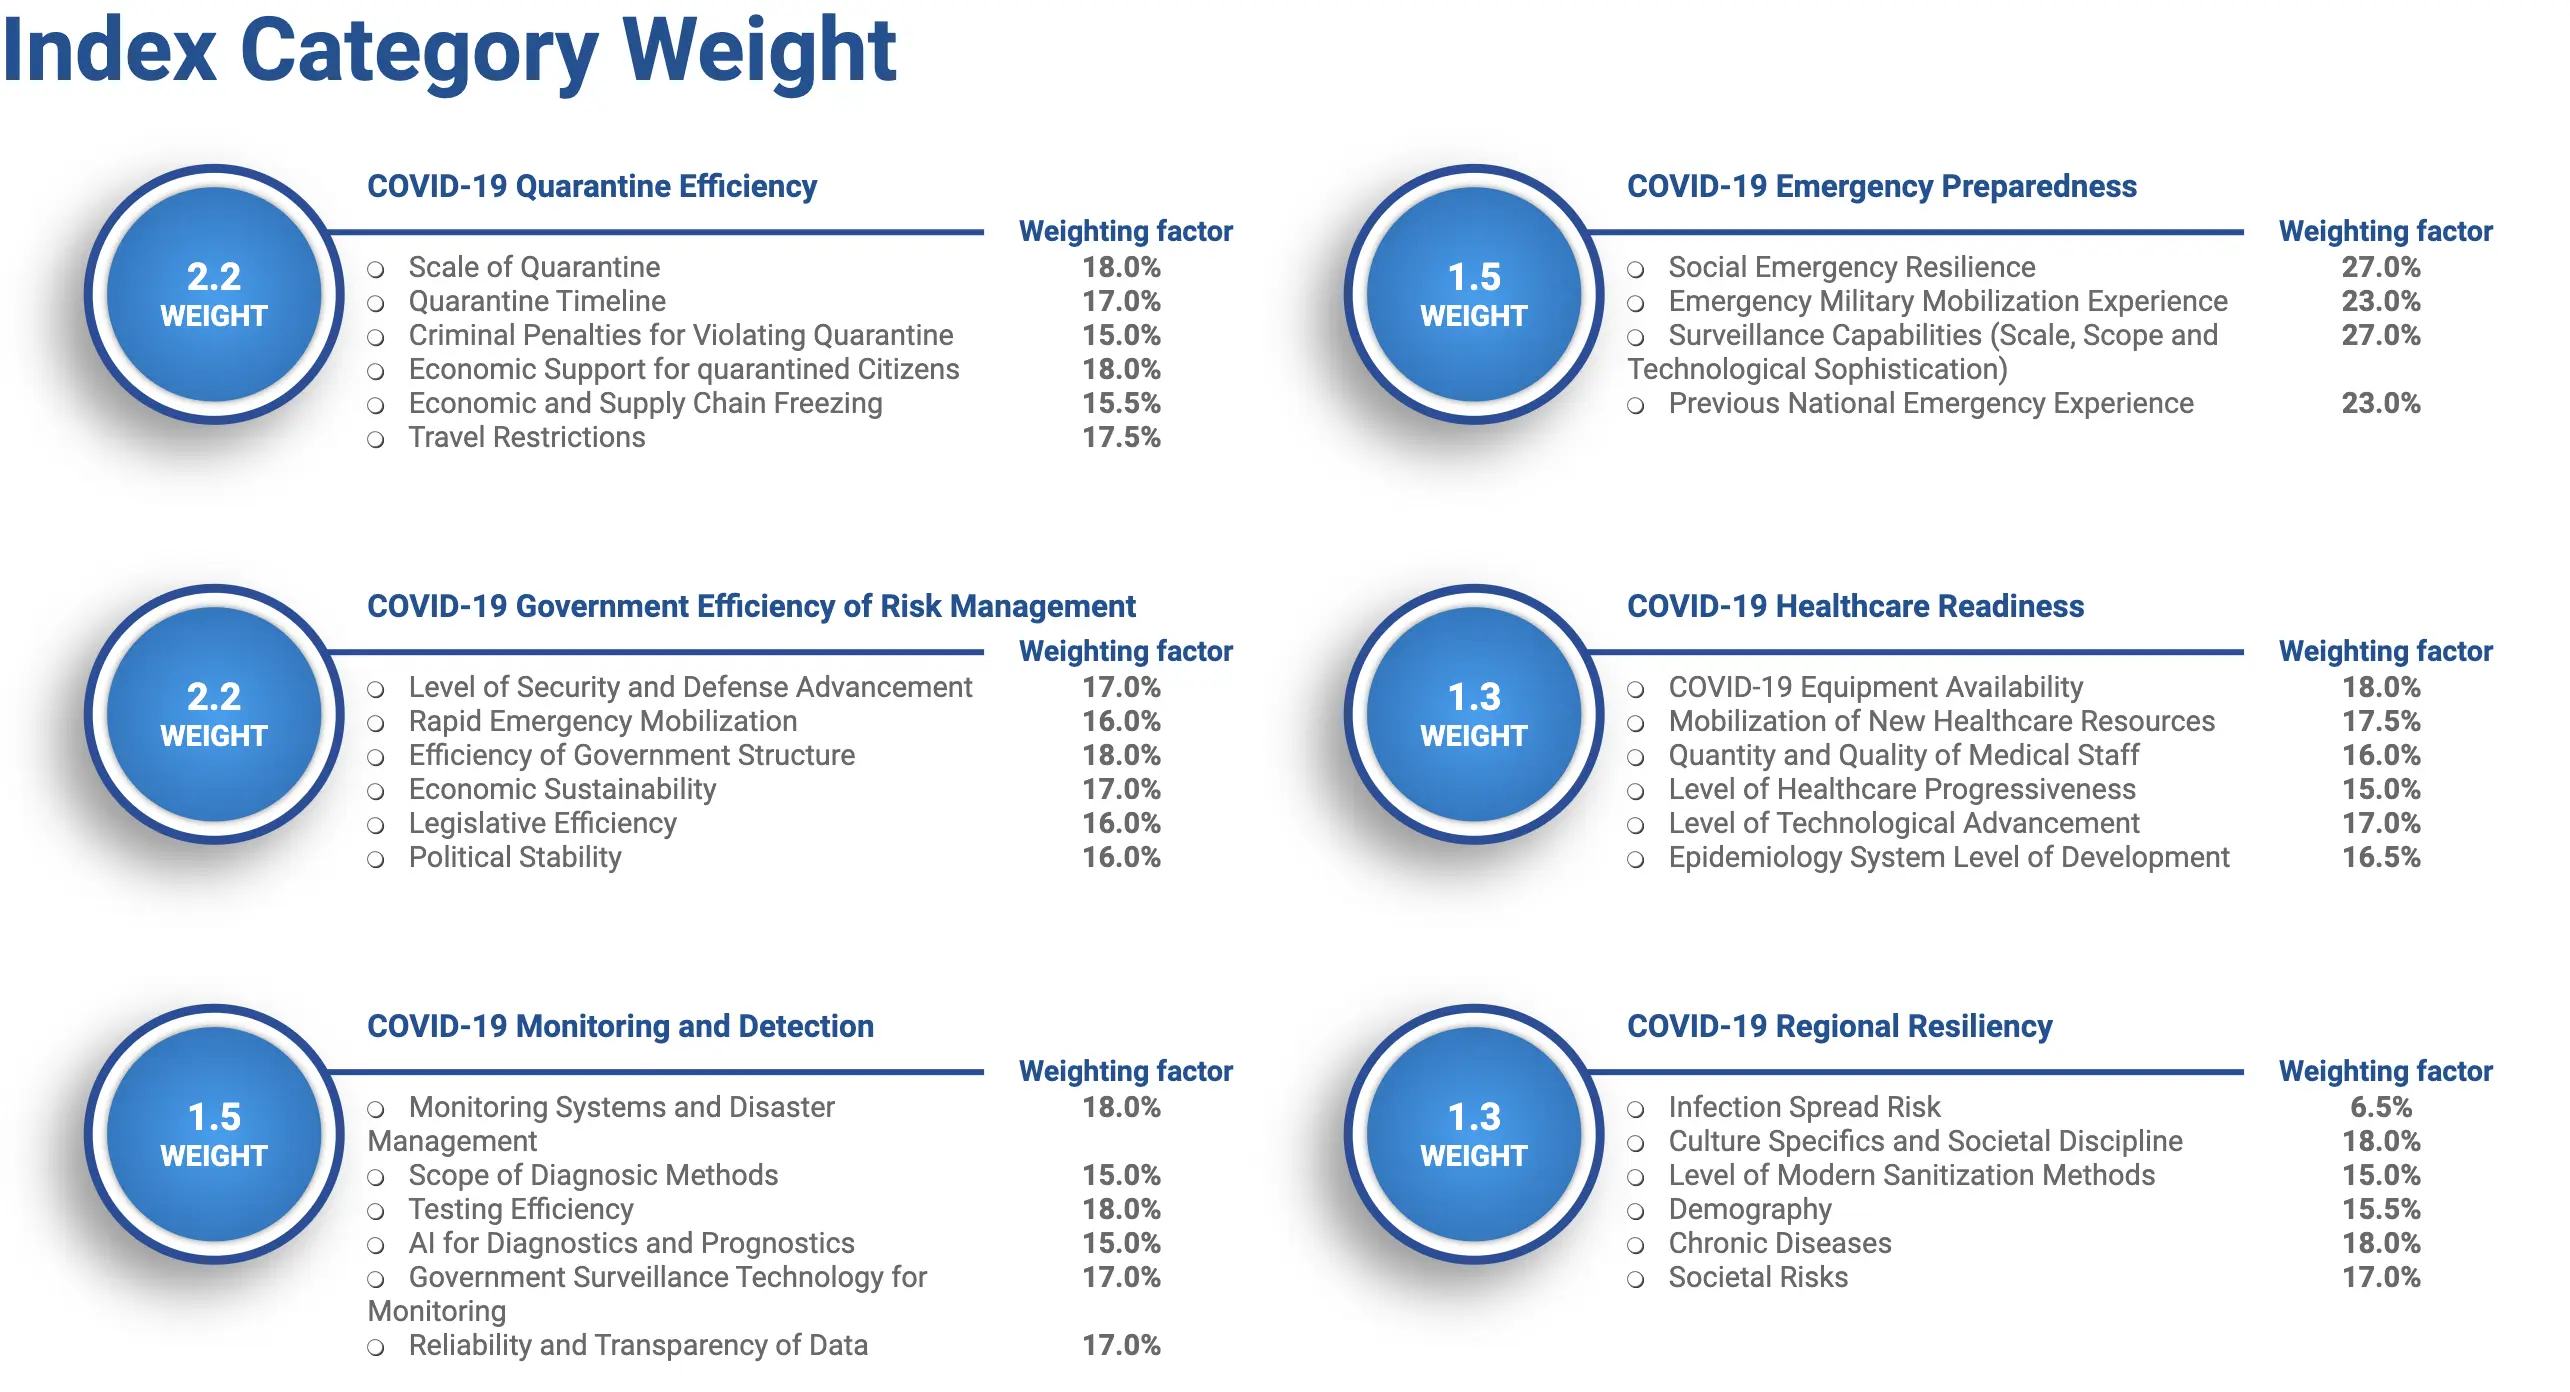 Index Category Weight
2.2
WEIGHT
COVID-19 Quarantine Efficiency
Weighting factor
Scale of Quarantine 18.0%
Quarantine Timeline 17.0%
Criminal Penalties for Violating Quarantine 15.0%
Economic Support for quarantined Citizens 18.0%
Economic and Supply Chain Freezing 15.5%
Travel Restrictions 17.5%
1.5
WEIGHT
COVID-19 Emergency Preparedness
Weighting factor
Social Emergency Resilience 27.0%
Emergency Military Mobilization Experience 23.0%
Surveillance Capabilities (Scale, Scope and 27.0%
Technological Sophistication)
Previous National Emergency Experience 23.0%
2.2
WEIGHT
COVID-19 Government Efficiency of Risk Management
Weighting factor
Level of Security and Defense Advancement 17.0%
Rapid Emergency Mobilization 16.0%
Efficiency of Government Structure 18.0%
Economic Sustainability 17.0%
Legislative Efficiency 16.0%
Political Stability 16.0%
1.3
WEIGHT
COVID-19 Healthcare Readiness
Weighting factor
COVID-19 Equipment Availability 18.0%
Mobilization of New Healthcare Resources 17.5%
Quantity and Quality of Medical Staff 16.0%
Level of Healthcare Progressiveness 15.0%
Level of Technological Advancement 17.0%
Epidemiology System Level of Development 16.5%
1.5
WEIGHT
COVID-19 Monitoring and Detection
Weighting factor
Monitoring Systems and Disaster 18.0%
Management
Scope of Diagnosic Methods 15.0%
Testing Efficiency 18.0%
AI for Diagnostics and Prognostics 15.0%
Government Surveillance Technology for 17.0%
Monitoring
Reliability and Transparency of Data 17.0%
1.3
WEIGHT
COVID-19 Regional Resiliency
Weighting factor
Infection Spread Risk 6.5%
Culture Specifics and Societal Discipline 18.0%
Level of Modern Sanitization Methods 15.0%
Demography 15.5%
Chronic Diseases 18.0%
Societal Risks 17.0%